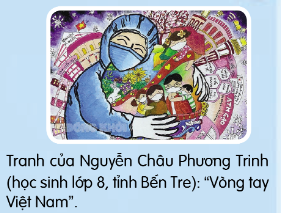 Tranh của Nguyễn Châu Phương Trinh
(học sinh lớp 8, tỉnh Bến Tre): “Vòng tay
Việt Nam”.